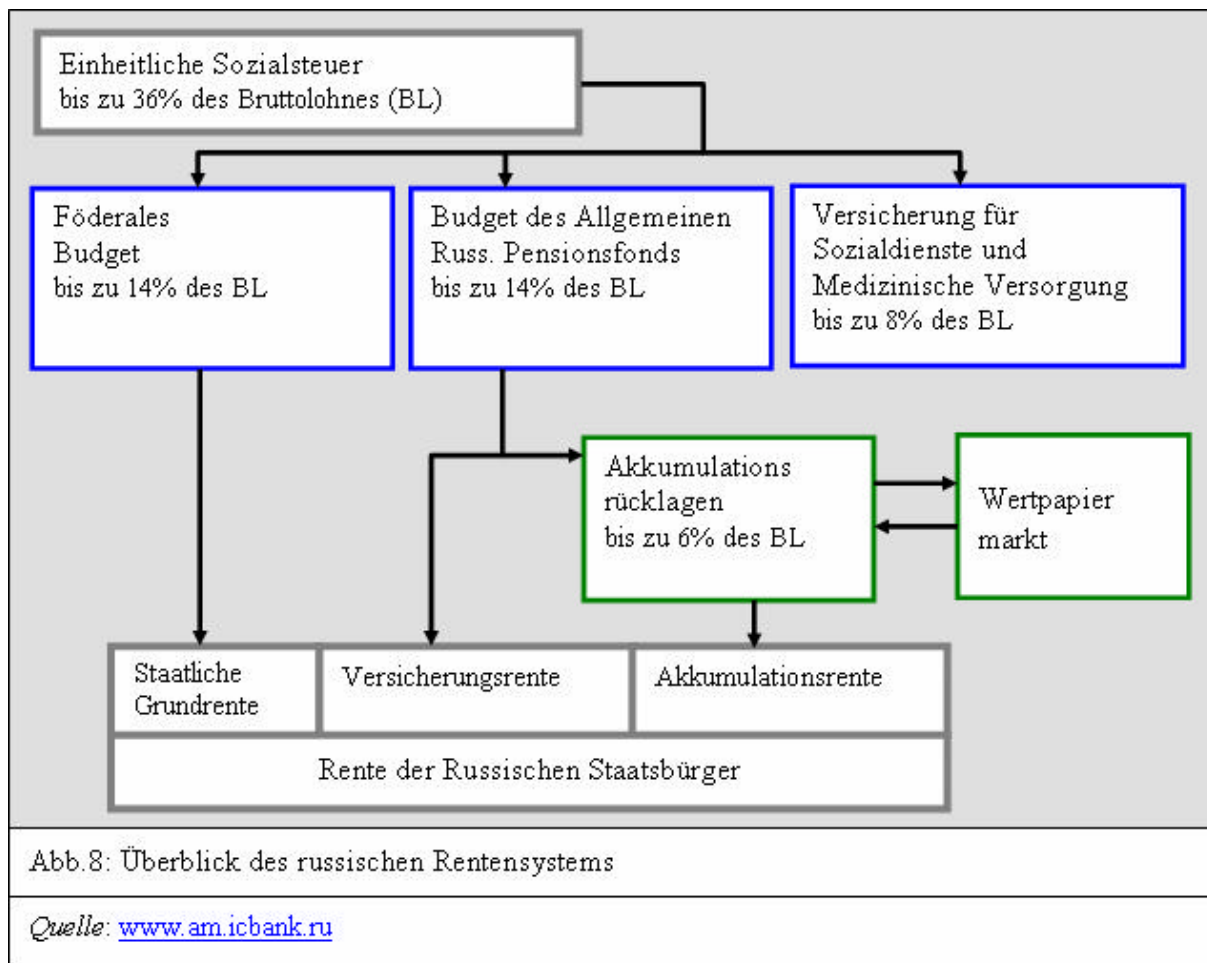 Einheitliche Sozialsteuer
bis zu 36% des Bruttolohnes (BL)
Föderales
Budget
bis zu 14% des BL
Budget des Allgemeinen
Russ. Pensionsfonds
bis zu 14% des BL
Versicherung für
Sozialdienste und
Medizinische Versorgung
bis zu 8% des BL
Akkumulations
rücklagen
bis zu 6% des BL
Wertpapier
markt
Staatliche
Grundrente
Versicherungsrente
Akkumulationsrente
Rente der Russischen Staatsbürger
Abb.8: Überblick des russischen Rentensystems
Quelle: www.am.icbank.ru